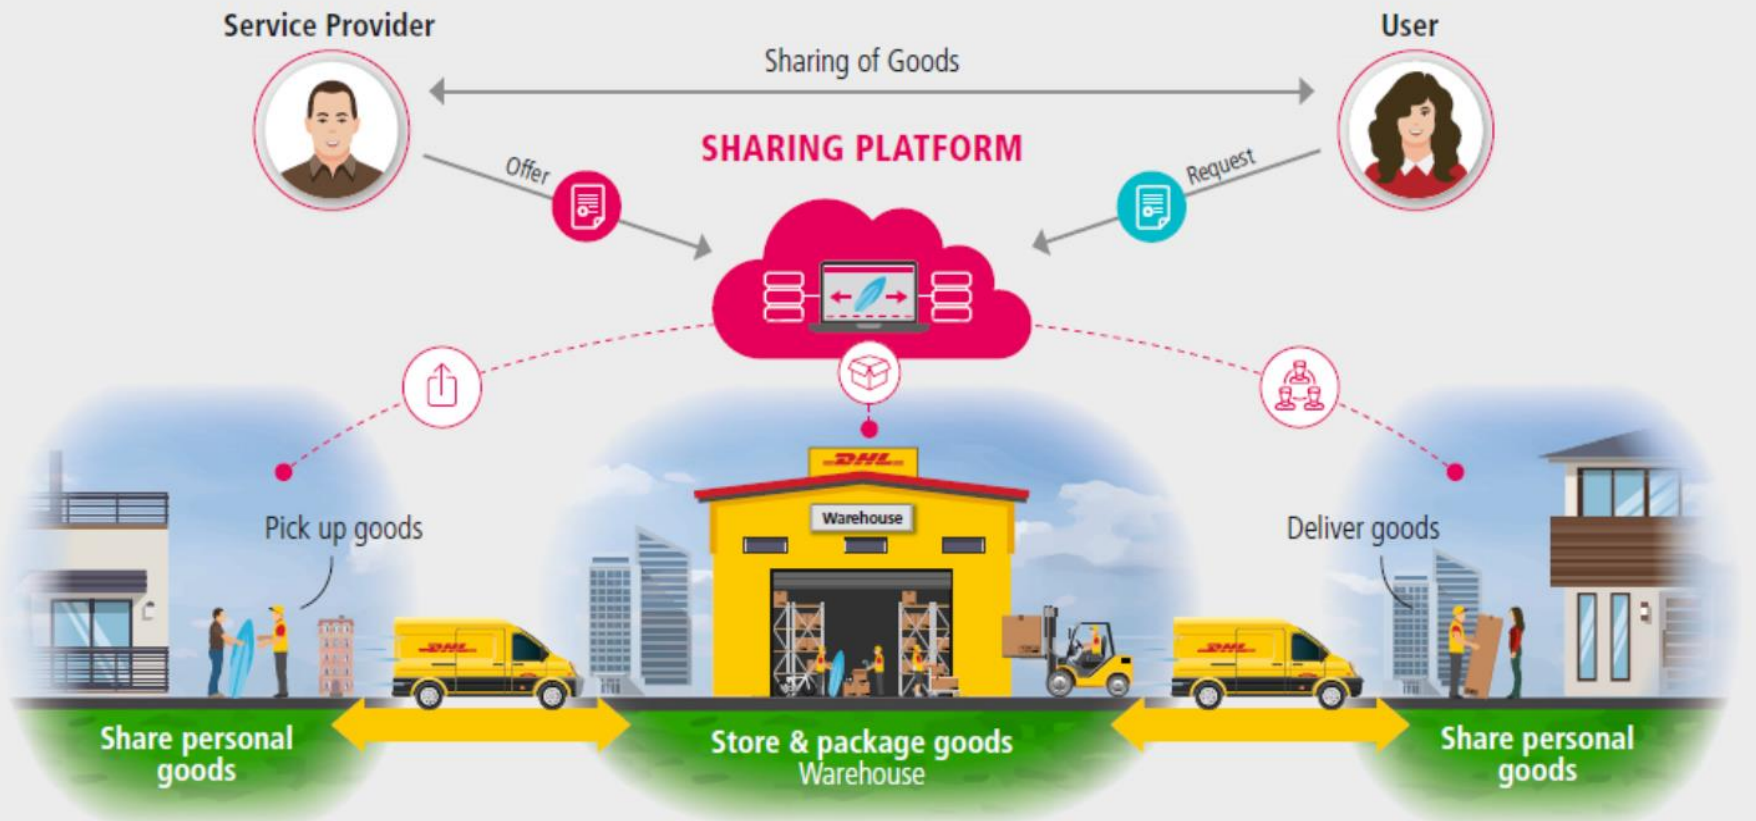 Service Provider
User
Sharing of Goods
SHARING PLATFORM
Offer
Request
DHL
Warehouse
Pick up goods
Deliver goods
DHL
DHL
Share personal
goods
Store & package goods
Warehouse
Share personal
goods